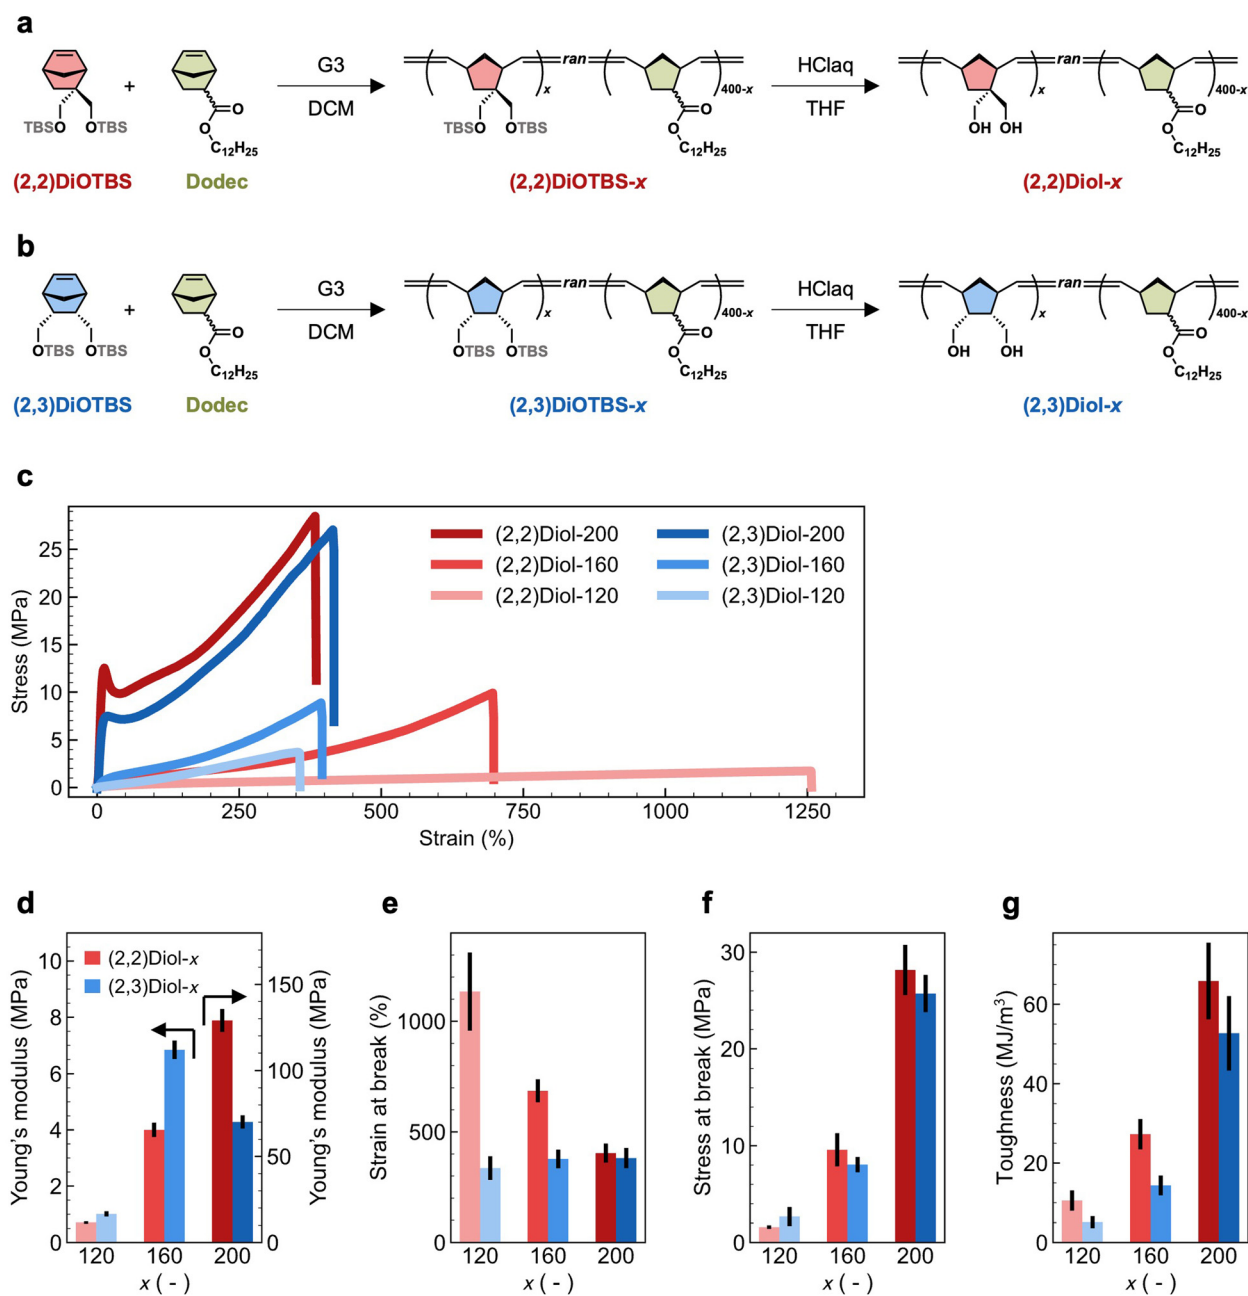 a
G3
DCM
ran
HClaq
THF
ran
+
x
400-x
x
400-x
TBSO OTBS
O
O
C12H25
TBSO OTBS
O
O
C12H25
OH OH
O
O
C12H25
(2,2)DiOTBS
Dodec
(2,2)DiOTBS-x
(2,2)Diol-x
b
G3
DCM
ran
HClaq
THF
ran
+
x
400-x
x
400-x
OTBS OTBS
O
O
C12H25
OTBS OTBS
O
O
C12H25
OH OH
O
O
C12H25
(2,3)DiOTBS
Dodec
(2,3)DiOTBS-x
(2,3)Diol-x
c
Stress (MPa)
25
20
15
10
5
0
(2,2)Diol-200
(2,2)Diol-160
(2,2)Diol-120
(2,3)Diol-200
(2,3)Diol-160
(2,3)Diol-120
0 250 500 750 1000 1250
Strain (%)
d
Young's modulus (MPa)
10
8
6
4
2
0
(2,2)Diol-x
(2,3)Diol-x
150
100
50
0
Young's modulus (MPa)
120 160 200
x ( - )
e
Strain at break (%)
1000
500
0
120 160 200
x ( - )
f
Stress at break (MPa)
30
20
10
0
120 160 200
x ( - )
g
Toughness (MJ/m³)
60
40
20
0
120 160 200
x ( - )